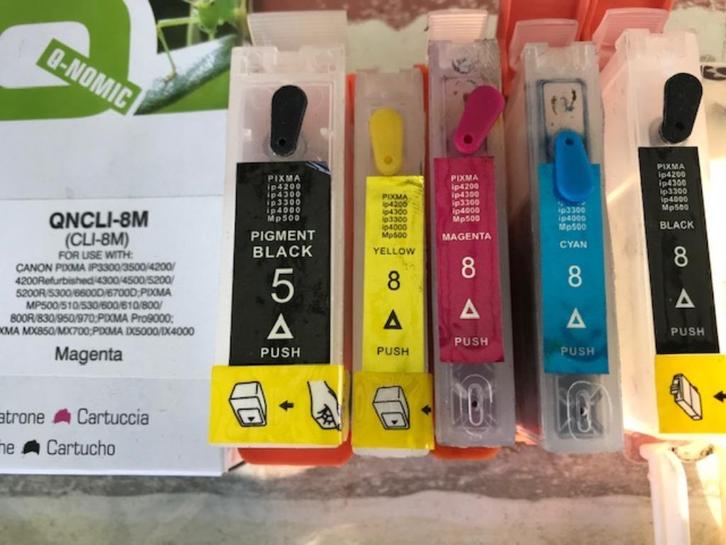 Q-NOMIC
QNCLI-8M
(CLI-8M)
FOR USE WITH:
CANON PIXMA IP3300/3500/4200/
4200Refurbished/4300/4500/5200/
5200R/5300/6600D/6700D;PIXMA
MP500/510/530/600/610/800/
800R/830/950/970;PIXMA Pro9000;
XMA MX850/MX700;PIXMA IX5000/IX4000
Magenta
atrone Cartuccia
he Cartucho
PIXMA
ip4200
ip4300
ip3300
ip4000
Mp500
PIGMENT
BLACK
5
PUSH
PIXMA
ip4200
ip4300
ip3300
ip4000
Mp500
YELLOW
8
PUSH
PIXMA
ip4200
ip4300
ip3300
ip4000
Mp500
MAGENTA
8
PUSH
ip3300
ip4000
Mp500
CYAN
8
PUSH
PIXMA
ip4200
ip4300
ip3300
ip4000
Mp500
BLACK
8
PUSH